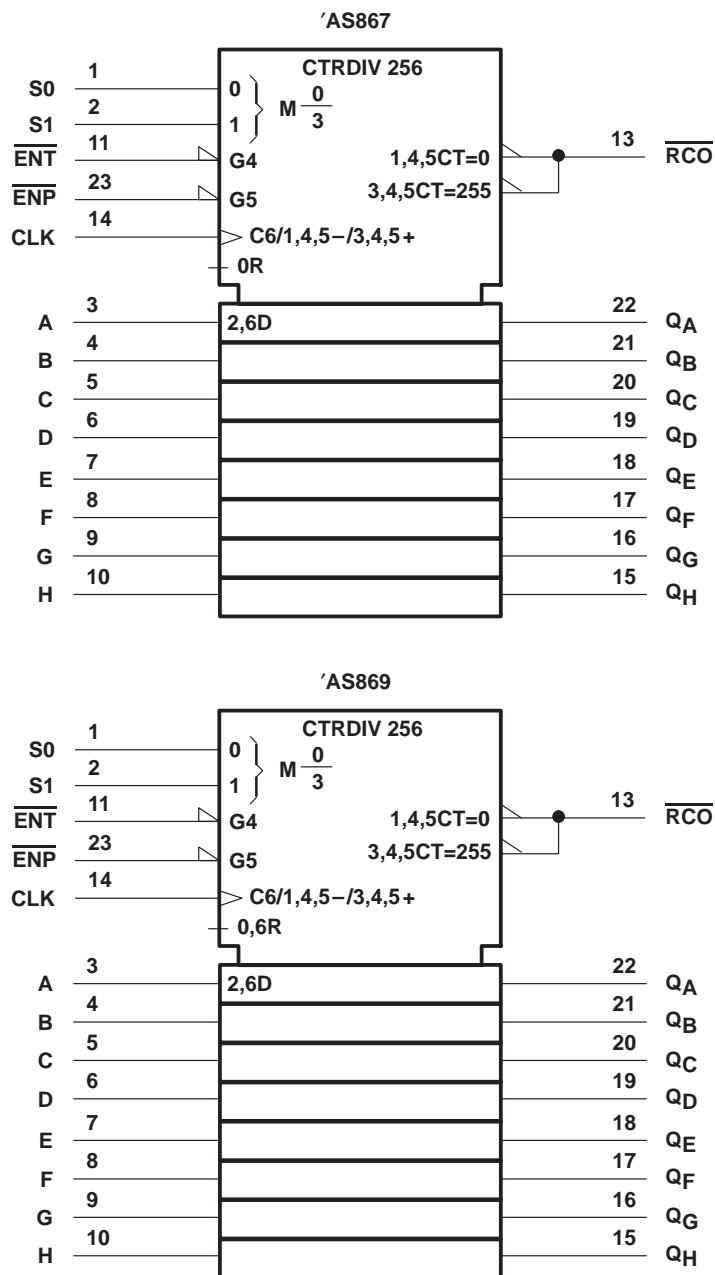 ′AS867
CTRDIV 256
S0 1 0
M 0/3
S1 2 1
ENT 11 G4 1,4,5CT=0 13 RCO
ENP 23 G5 3,4,5CT=255
CLK 14 C6/1,4,5−/3,4,5+
0R
A 3 2,6D 22 QA
B 4 21 QB
C 5 20 QC
D 6 19 QD
E 7 18 QE
F 8 17 QF
G 9 16 QG
H 10 15 QH
′AS869
CTRDIV 256
S0 1 0
M 0/3
S1 2 1
ENT 11 G4 1,4,5CT=0 13 RCO
ENP 23 G5 3,4,5CT=255
CLK 14 C6/1,4,5−/3,4,5+
0,6R
A 3 2,6D 22 QA
B 4 21 QB
C 5 20 QC
D 6 19 QD
E 7 18 QE
F 8 17 QF
G 9 16 QG
H 10 15 QH